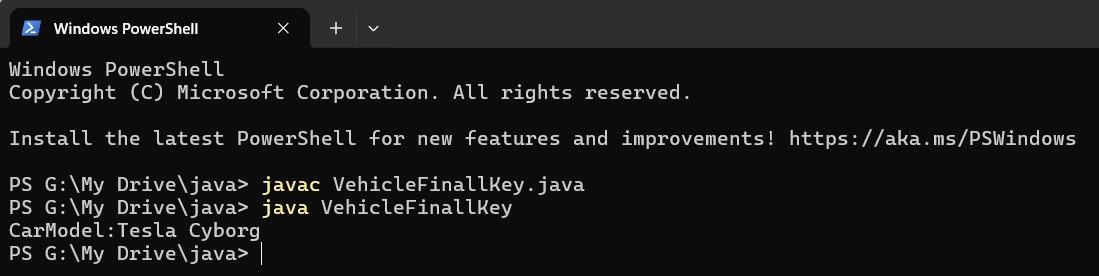 Windows PowerShell
Windows PowerShell
Copyright (C) Microsoft Corporation. All rights reserved.
Install the latest PowerShell for new features and improvements! https://aka.ms/PSWindows
PS G:\My Drive\java> javac VehicleFinallKey.java
PS G:\My Drive\java> java VehicleFinallKey
CarModel:Tesla Cyborg
PS G:\My Drive\java>